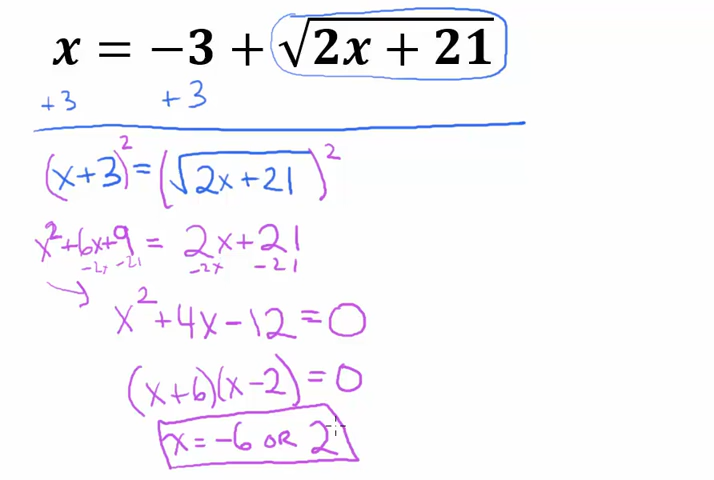 x = −3 + √2x + 21
+3 +3
(x+3)² = (√2x+21)²
x²+6x+9 = 2x+21
-2x -21 -2x -21
x²+4x-12=0
(x+6)(x-2)=0
x=-6 OR 2